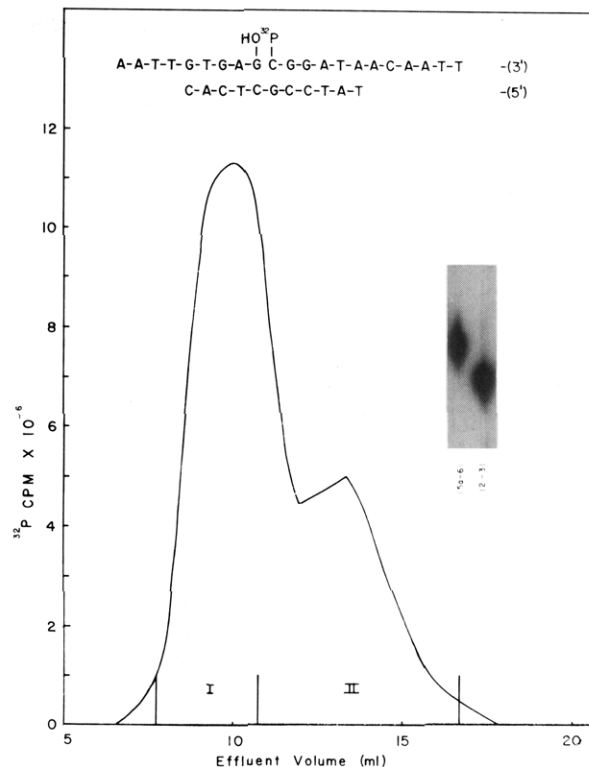 HO ³²P
A-A-T-T-G-T-G-A-G C-G-G-A-T-A-A-C-A-A-T-T -(3')
C-A-C-T-C-G-C-C-T-A-T -(5')
12
10
8
6
4
2
0
³²P CPM X 10⁻⁶
I
II
5
10
15
20
Effluent Volume (ml)